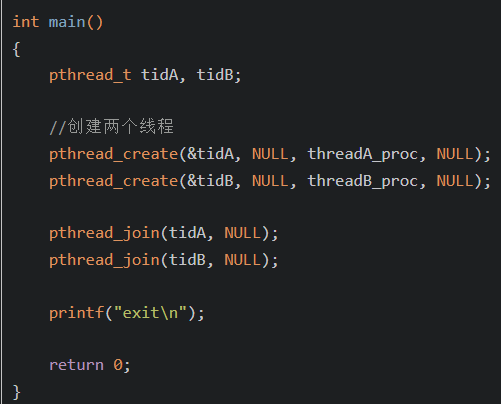 int main()
{
    pthread_t tidA, tidB;
    //创建两个线程
    pthread_create(&tidA, NULL, threadA_proc, NULL);
    pthread_create(&tidB, NULL, threadB_proc, NULL);
    pthread_join(tidA, NULL);
    pthread_join(tidB, NULL);
    printf("exit\n");
    return 0;
}